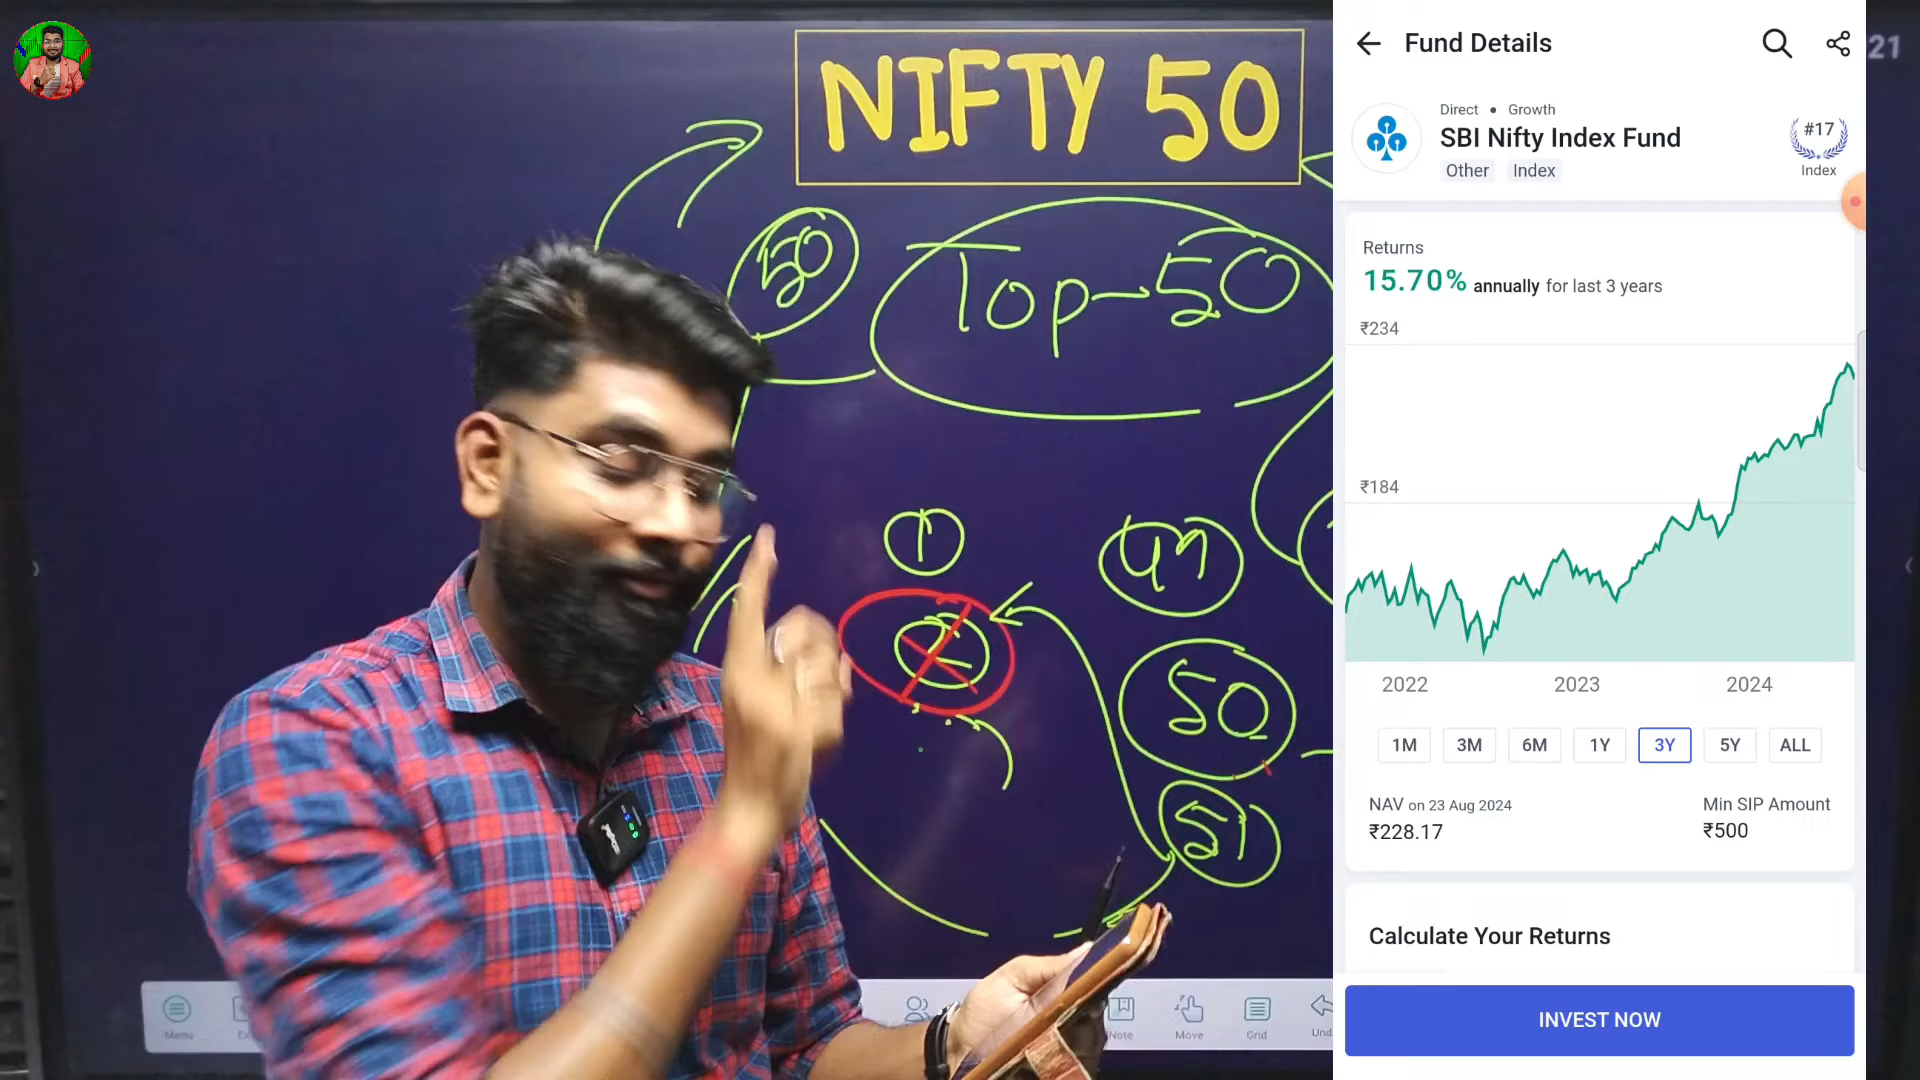 NIFTY 50
50
Top-50
1
2
49
50
51
Menu
Note
Move
Grid
21
Fund Details
Direct • Growth
SBI Nifty Index Fund
#17
Other Index
Index
Returns
15.70% annually for last 3 years
₹234
₹184
2022 2023 2024
1M 3M 6M 1Y 3Y 5Y ALL
NAV on 23 Aug 2024
₹228.17
Min SIP Amount
₹500
Calculate Your Returns
INVEST NOW